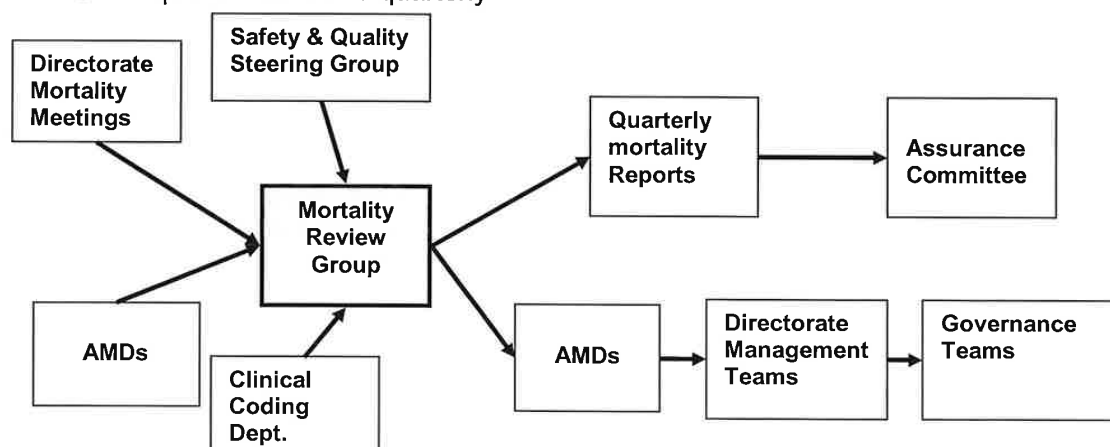 quarterly
Safety & Quality
Steering Group
Directorate
Mortality
Meetings
Quarterly
mortality
Reports
Assurance
Committee
Mortality
Review
Group
AMDs
Clinical
Coding
Dept.
AMDs
Directorate
Management
Teams
Governance
Teams